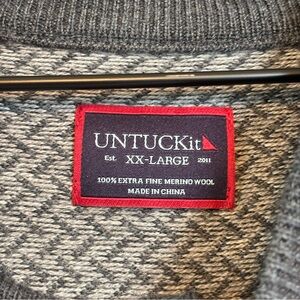 UNTUCKit
Est. XX-LARGE 2011
100% EXTRA FINE MERINO WOOL
MADE IN CHINA